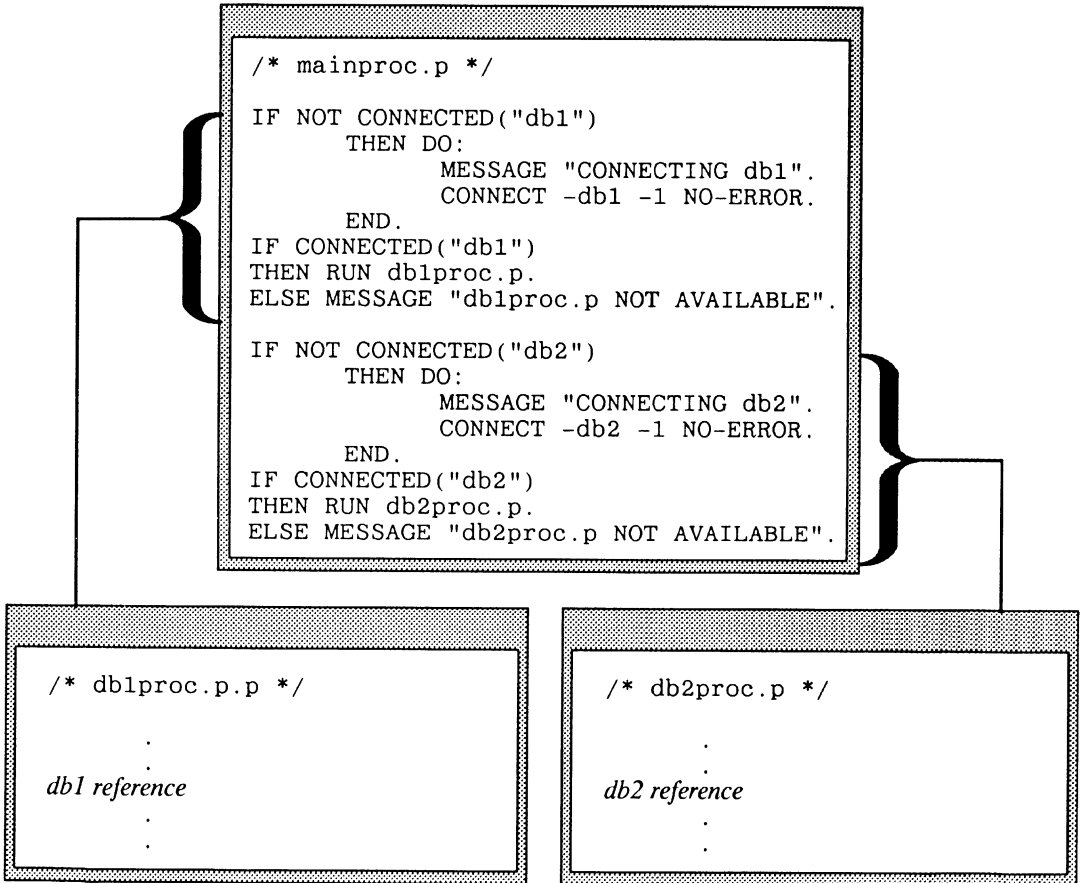 /* mainproc.p */
IF NOT CONNECTED("db1")
THEN DO:
MESSAGE "CONNECTING db1".
CONNECT -db1 -1 NO-ERROR.
END.
IF CONNECTED("db1")
THEN RUN db1proc.p.
ELSE MESSAGE "db1proc.p NOT AVAILABLE".
IF NOT CONNECTED("db2")
THEN DO:
MESSAGE "CONNECTING db2".
CONNECT -db2 -1 NO-ERROR.
END.
IF CONNECTED("db2")
THEN RUN db2proc.p.
ELSE MESSAGE "db2proc.p NOT AVAILABLE".
/* db1proc.p.p */
.
.
db1 reference
.
.
/* db2proc.p */
.
.
db2 reference
.
.